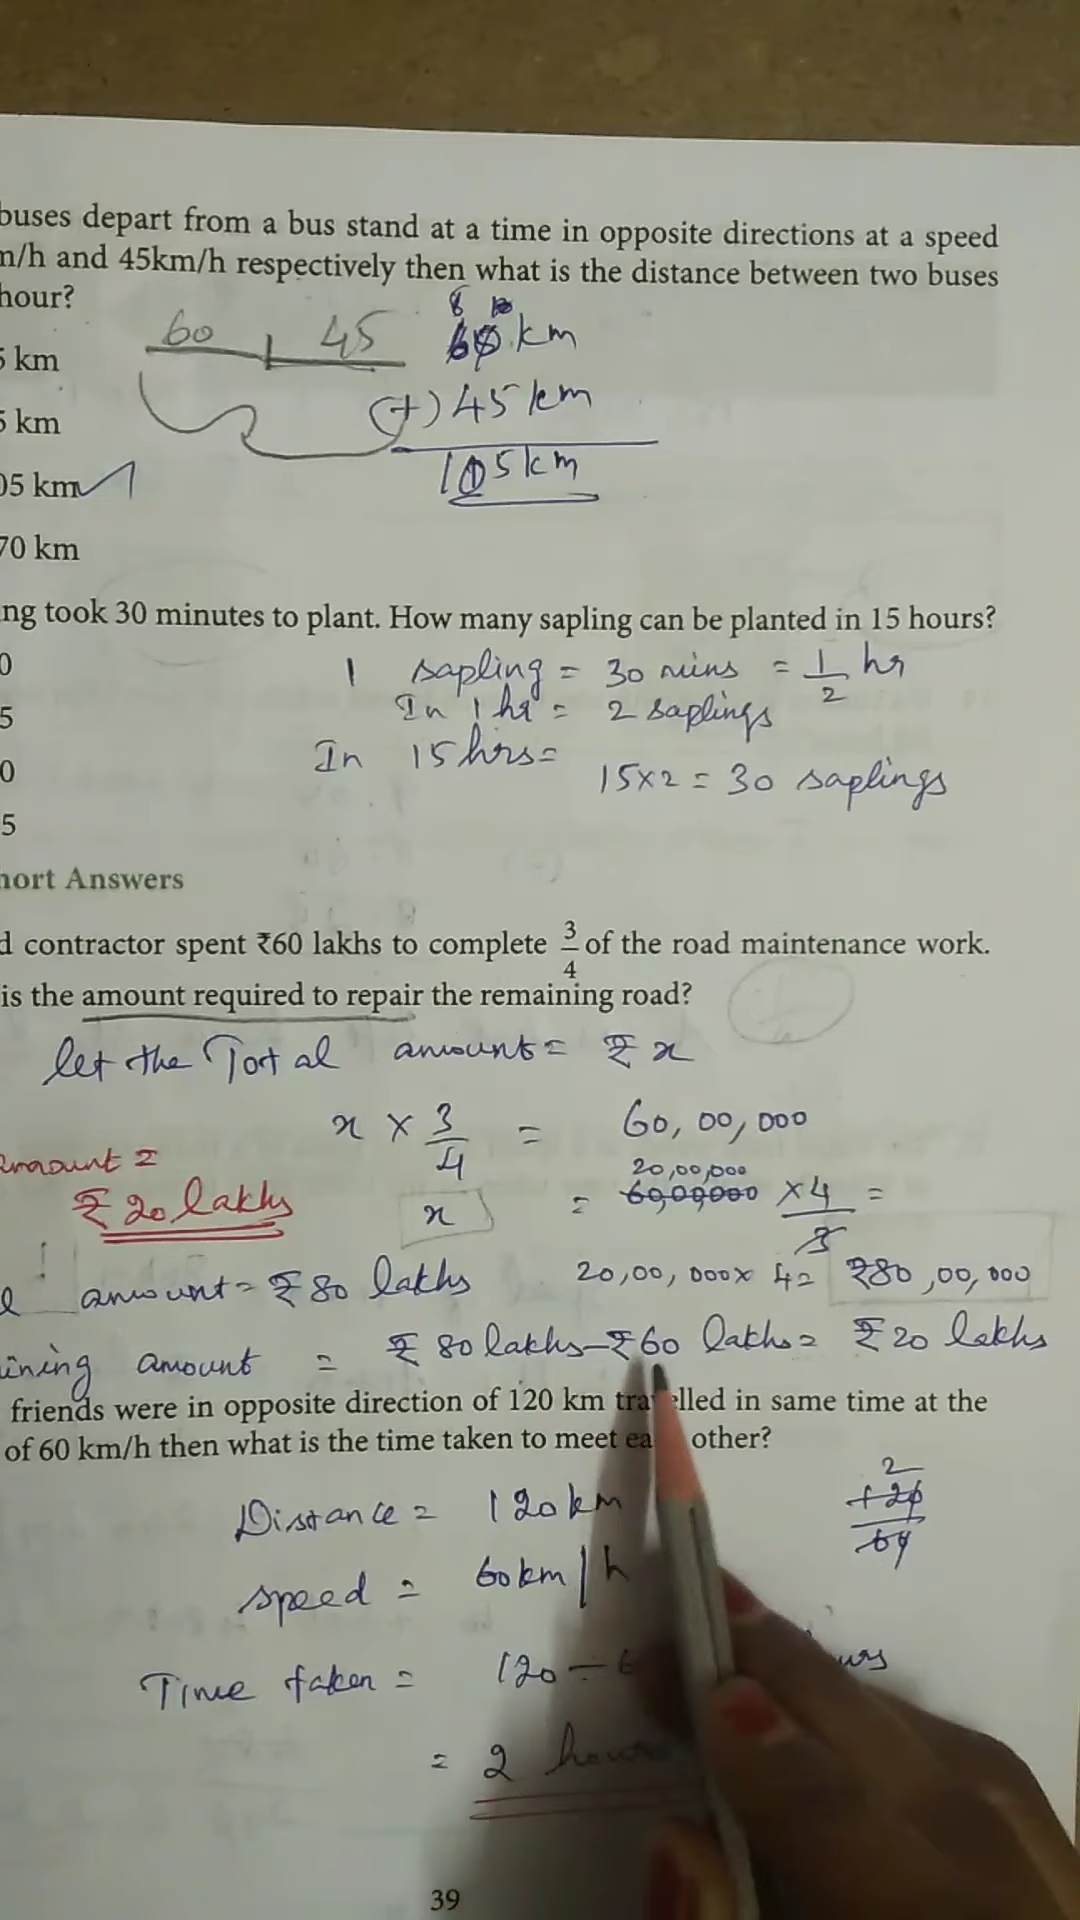 buses depart from a bus stand at a time in opposite directions at a speed
m/h and 45km/h respectively then what is the distance between two buses
hour?
60 45 60 km
5 km
(+) 45 km
5 km
105 km
05 km
70 km
ng took 30 minutes to plant. How many sapling can be planted in 15 hours?
0
1 sapling = 30 mins = 1/2 hr
5
In 1 hr = 2 saplings
0
In 15 hrs =
15×2 = 30 saplings
5
hort Answers
d contractor spent ₹60 lakhs to complete 3/4 of the road maintenance work.
is the amount required to repair the remaining road?
let the Total amount = ₹ x
x × 3/4 = 60,00,000
amount =
20,00,000
₹ 20 lakhs
x = 60,00,000 × 4/3 =
20,00,000 × 4 = ₹80,00,000
l amount = ₹ 80 lakhs
ining amount = ₹ 80 lakhs – ₹ 60 lakhs = ₹ 20 lakhs
friends were in opposite direction of 120 km travelled in same time at the
of 60 km/h then what is the time taken to meet each other?
2
Distance = 120 km
120/60
speed = 60 km/h
Time taken = 120 ÷ 6
= 2 hours
39